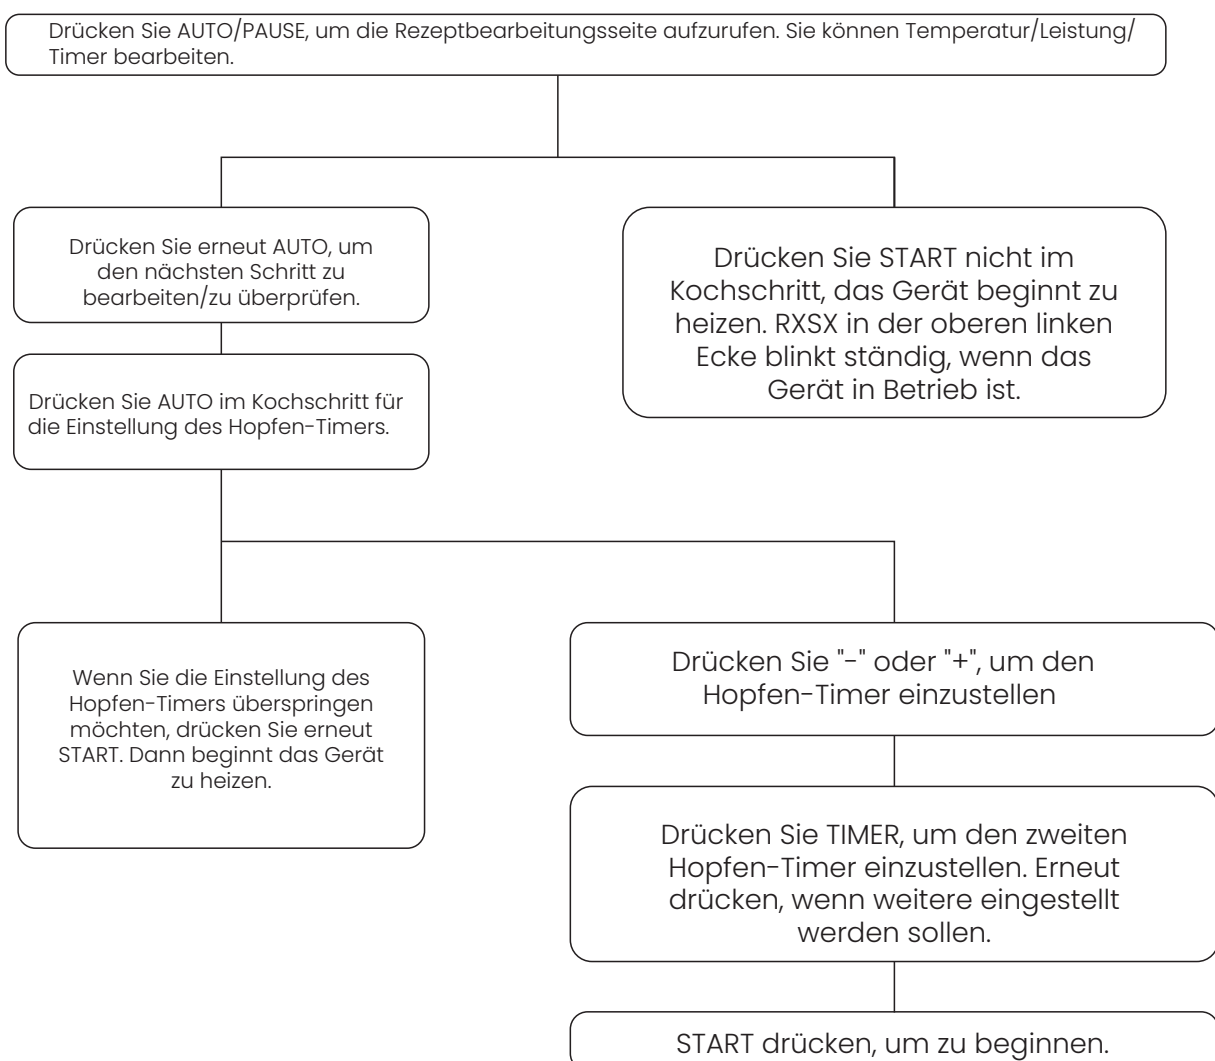 Drücken Sie AUTO/PAUSE, um die Rezeptbearbeitungsseite aufzurufen. Sie können Temperatur/Leistung/
Timer bearbeiten.
Drücken Sie erneut AUTO, um
den nächsten Schritt zu
bearbeiten/zu überprüfen.
Drücken Sie START nicht im
Kochschritt, das Gerät beginnt zu
heizen. RXSX in der oberen linken
Ecke blinkt ständig, wenn das
Gerät in Betrieb ist.
Drücken Sie AUTO im Kochschritt für
die Einstellung des Hopfen-Timers.
Wenn Sie die Einstellung des
Hopfen-Timers überspringen
möchten, drücken Sie erneut
START. Dann beginnt das Gerät
zu heizen.
Drücken Sie "-" oder "+", um den
Hopfen-Timer einzustellen
Drücken Sie TIMER, um den zweiten
Hopfen-Timer einzustellen. Erneut
drücken, wenn weitere eingestellt
werden sollen.
START drücken, um zu beginnen.